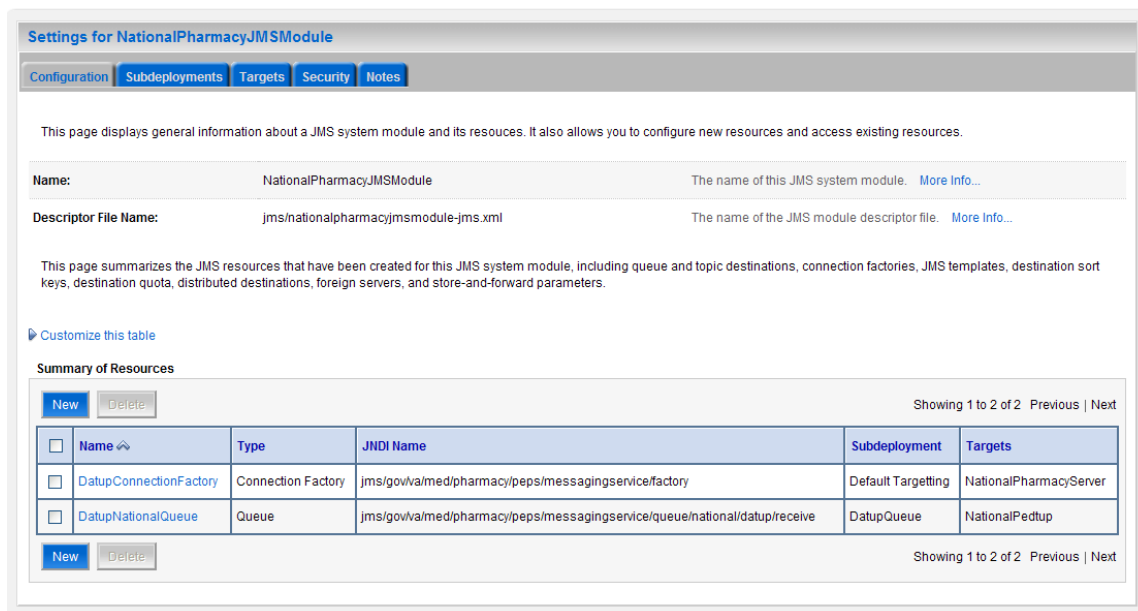 Settings for NationalPharmacyJMSModule
Configuration Subdeployments Targets Security Notes
This page displays general information about a JMS system module and its resouces. It also allows you to configure new resources and access existing resources.
Name: NationalPharmacyJMSModule The name of this JMS system module. More Info...
Descriptor File Name: jms/nationalpharmacyjmsmodule-jms.xml The name of the JMS module descriptor file. More Info...
This page summarizes the JMS resources that have been created for this JMS system module, including queue and topic destinations, connection factories, JMS templates, destination sort
keys, destination quota, distributed destinations, foreign servers, and store-and-forward parameters.
Customize this table
Summary of Resources
New Delete Showing 1 to 2 of 2 Previous | Next
Name Type JNDI Name Subdeployment Targets
DatupConnectionFactory Connection Factory jms/gov/va/med/pharmacy/peps/messagingservice/factory Default Targetting NationalPharmacyServer
DatupNationalQueue Queue jms/gov/va/med/pharmacy/peps/messagingservice/queue/national/datup/receive DatupQueue NationalPedtup
New Delete Showing 1 to 2 of 2 Previous | Next